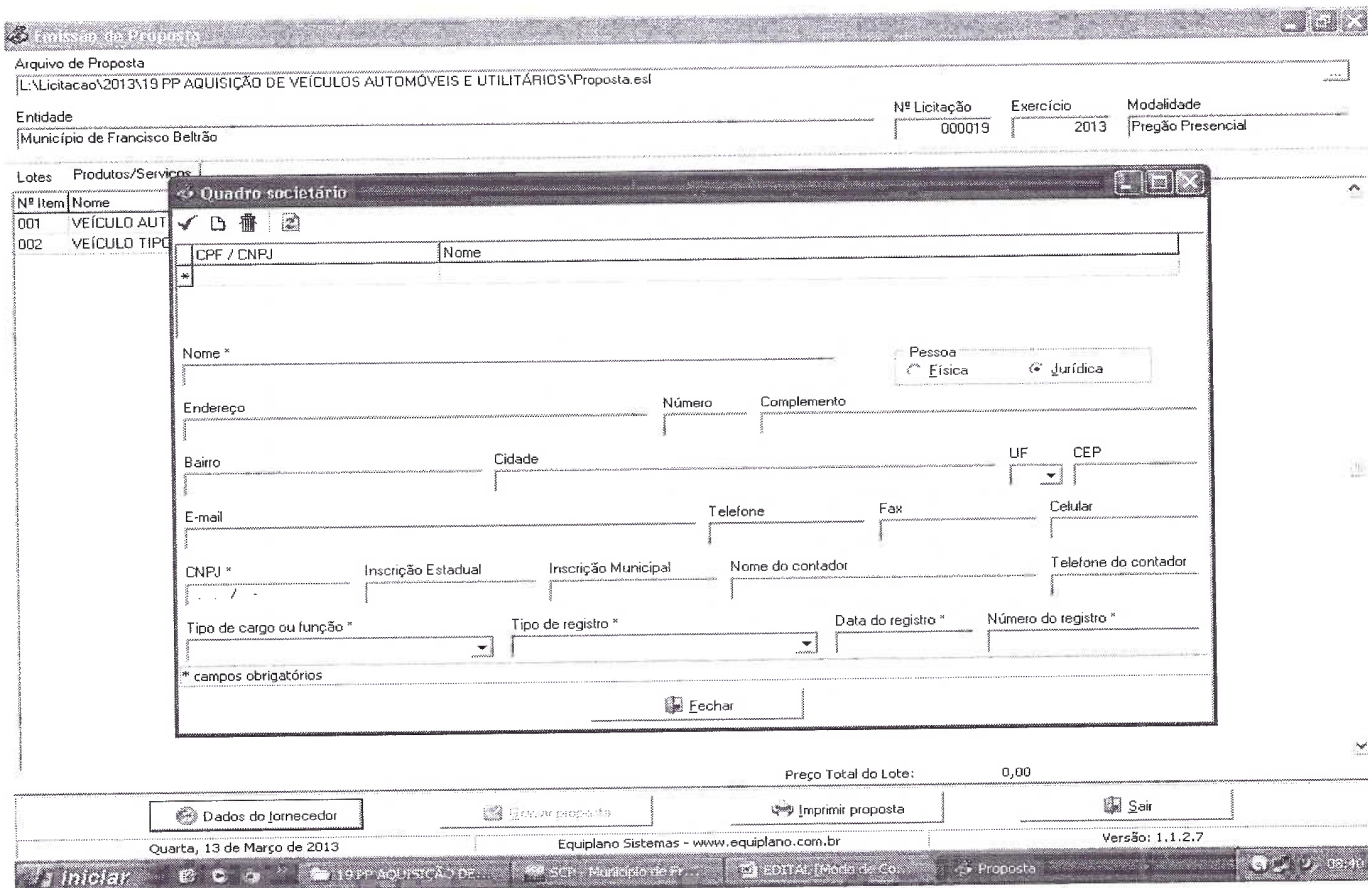 Emissão de Proposta
Arquivo de Proposta
L:\Licitacao\2013\19 PP AQUISIÇÃO DE VEÍCULOS AUTOMÓVEIS E UTILITÁRIOS\Proposta.esl
...
Entidade
Município de Francisco Beltrão
Nº Licitação
000019
Exercício
2013
Modalidade
Pregão Presencial
Lotes Produtos/Serviços
Nº Item Nome
001 VEÍCULO AUT
002 VEÍCULO TIPO
Quadro societário
CPF / CNPJ Nome
*
Nome *
Pessoa
Física Jurídica
Endereço Número Complemento
Bairro Cidade UF CEP
E-mail Telefone Fax Celular
CNPJ * Inscrição Estadual Inscrição Municipal Nome do contador Telefone do contador
. . / -
Tipo de cargo ou função * Tipo de registro * Data do registro * Número do registro *
* campos obrigatórios
Fechar
Preço Total do Lote: 0,00
Dados do fornecedor Gravar proposta Imprimir proposta Sair
Quarta, 13 de Março de 2013 Equiplano Sistemas - www.equiplano.com.br Versão: 1.1.2.7
Iniciar » 19 PP AQUISIÇÃO DE... SCP - Município de Fr... EDITAL [Modo de Co... Proposta 08:40